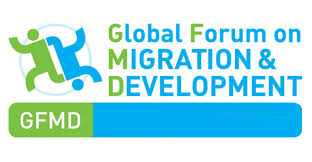 Global Forum on
MIGRATION &
DEVELOPMENT
GFMD